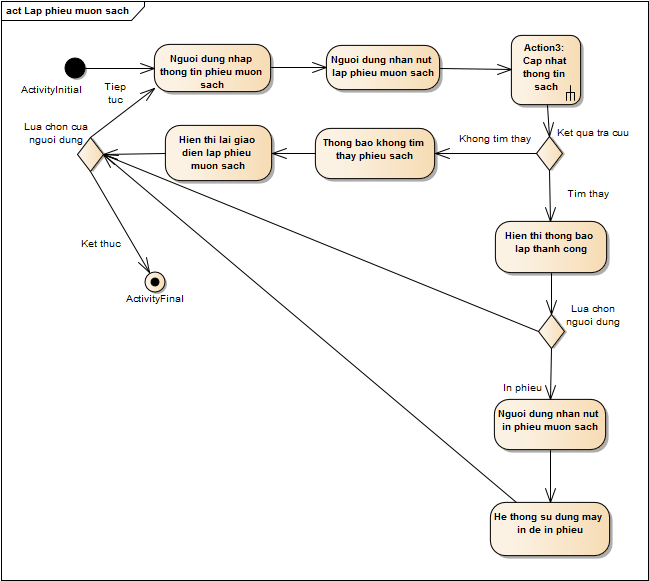 act Lap phieu muon sach
ActivityInitial
Nguoi dung nhap
thong tin phieu muon
sach
Nguoi dung nhan nut
lap phieu muon sach
Action3:
Cap nhat
thong tin
sach
Tiep
tuc
Lua chon cua
nguoi dung
Hien thi lai giao
dien lap phieu
muon sach
Thong bao khong tim
thay phieu sach
Khong tim thay
Ket qua tra cuu
Tim thay
Hien thi thong bao
lap thanh cong
Ket thuc
ActivityFinal
Lua chon
nguoi dung
In phieu
Nguoi dung nhan nut
in phieu muon sach
He thong su dung may
in de in phieu